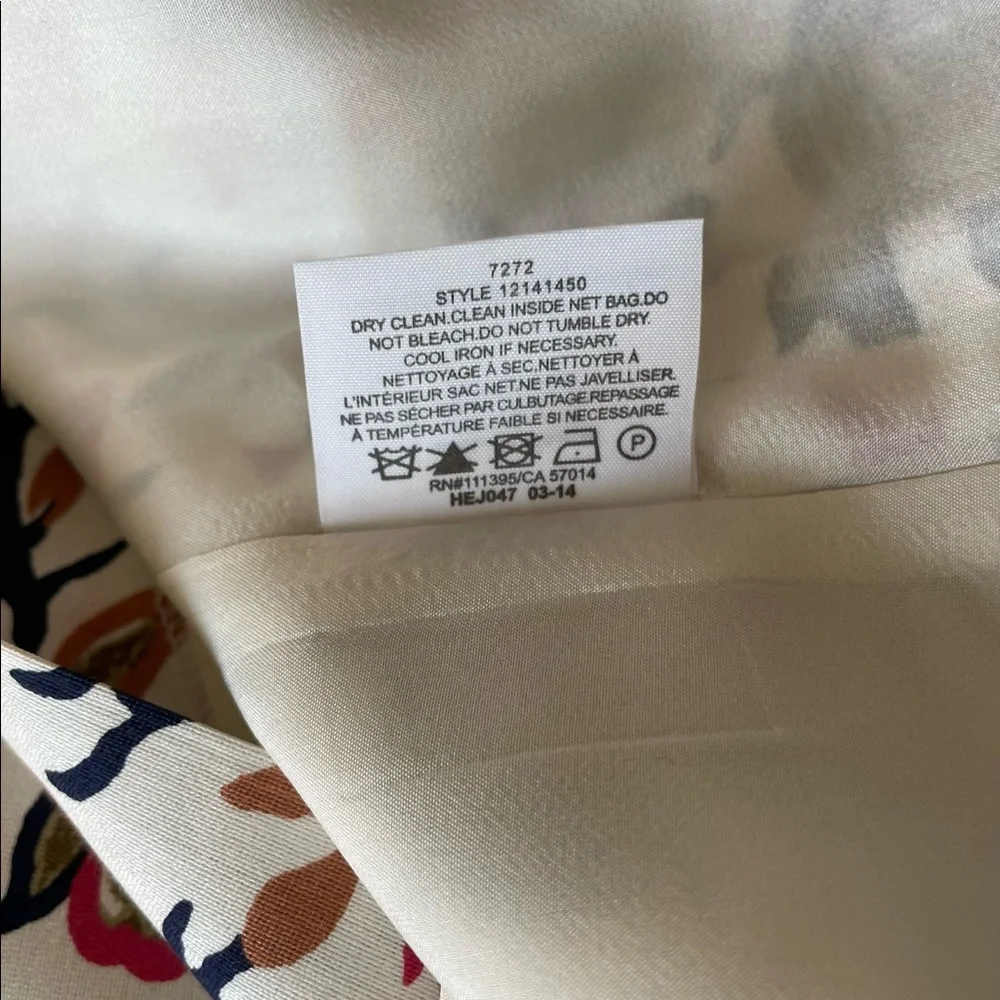 7272
STYLE 12141450
DRY CLEAN.CLEAN INSIDE NET BAG.DO
NOT BLEACH.DO NOT TUMBLE DRY.
COOL IRON IF NECESSARY.
NETTOYAGE À SEC.NETTOYER À
L'INTÉRIEUR SAC NET.NE PAS JAVELLISER.
NE PAS SÉCHER PAR CULBUTAGE.REPASSAGE
À TEMPÉRATURE FAIBLE SI NECESSAIRE.
P
RN#111395/CA 57014
HEJ047 03-14